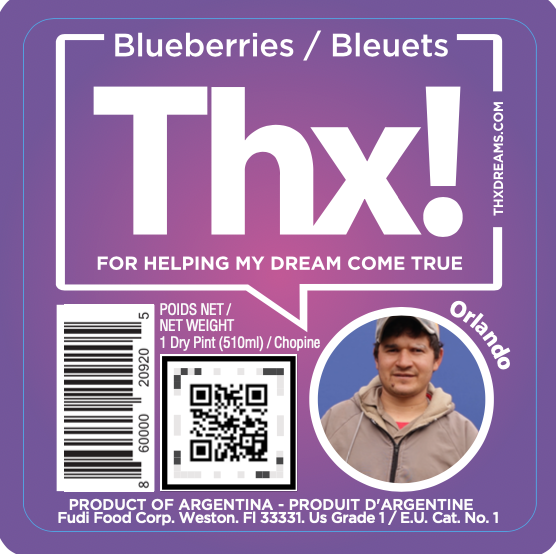 Blueberries / Bleuets
Thx!
THXDREAMS.COM
FOR HELPING MY DREAM COME TRUE
POIDS NET /
NET WEIGHT
1 Dry Pint (510ml) / Chopine
Orlando
8 60000 20920 5
PRODUCT OF ARGENTINA - PRODUIT D'ARGENTINE
Fudi Food Corp. Weston. Fl 33331. Us Grade 1 / E.U. Cat. No. 1